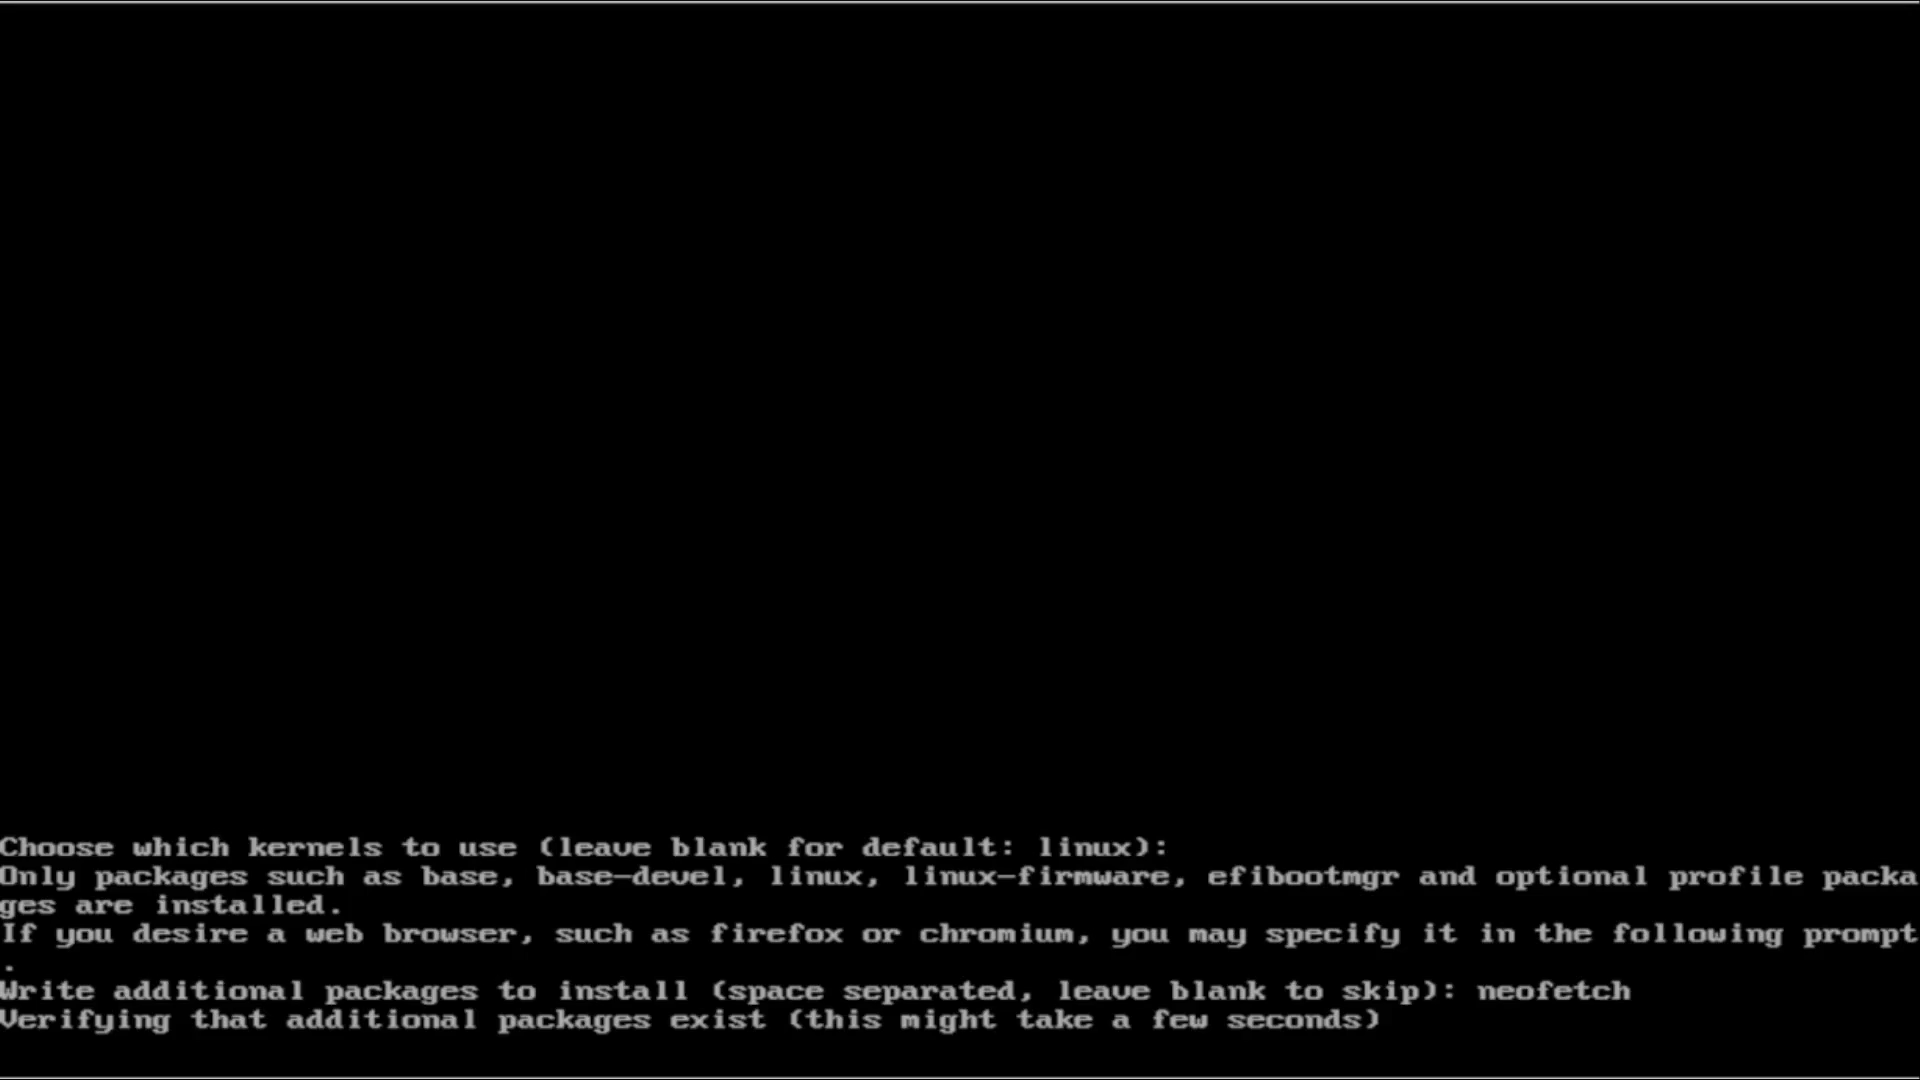 Choose which kernels to use (leave blank for default: linux):
Only packages such as base, base-devel, linux, linux-firmware, efibootmgr and optional profile packa
ges are installed.
If you desire a web browser, such as firefox or chromium, you may specify it in the following prompt
.
Write additional packages to install (space separated, leave blank to skip): neofetch
Verifying that additional packages exist (this might take a few seconds)